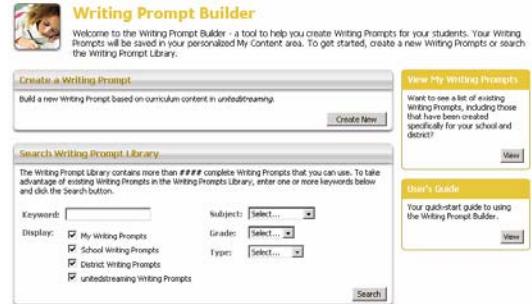 Writing Prompt Builder
Welcome to the Writing Prompt Builder - a tool to help you create Writing Prompts for your students. Your Writing
Prompts will be saved in your personalized My Content area. To get started, create a new Writing Prompts or search
the Writing Prompt Library.
Create a Writing Prompt
Build a new Writing Prompt based on curriculum content in unitedstreaming.
Create New
Search Writing Prompt Library
The Writing Prompt Library contains more than #### complete Writing Prompts that you can use. To take
advantage of existing Writing Prompts in the Writing Prompts Library, enter one or more keywords below
and click the Search button.
Keyword:
Display:
My Writing Prompts
School Writing Prompts
District Writing Prompts
unitedstreaming Writing Prompts
Subject: Select...
Grade: Select...
Type: Select...
Search
View My Writing Prompts
Want to see a list of existing
Writing Prompts, including those
that have been created
specifically for your school and
district?
View
User's Guide
Your quick-start guide to using
the Writing Prompt Builder.
View